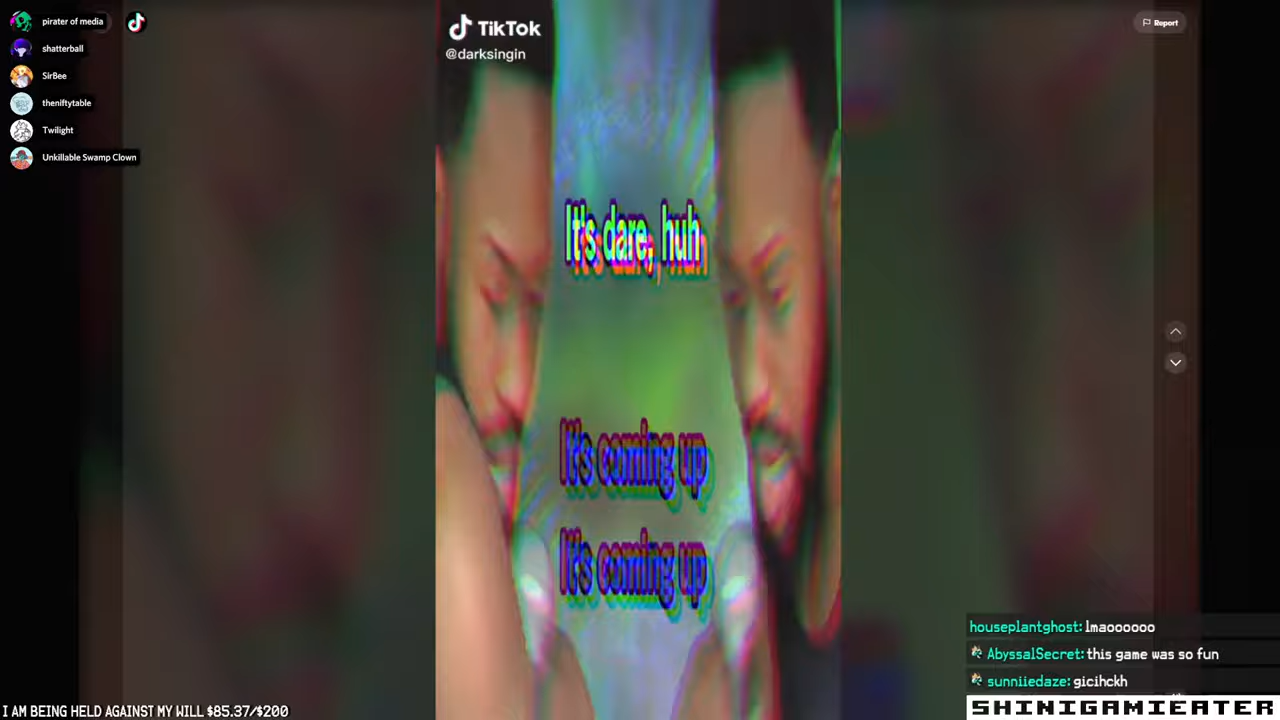 pirater of media
shatterball
SirBee
theniftytable
Twilight
Unkillable Swamp Clown
TikTok
@darksingin
Report
It's dare, huh
It's coming up
It's coming up
houseplantghost: lmaoooooo
AbyssalSecret: this game was so fun
sunniiedaze: gicihckh
I AM BEING HELD AGAINST MY WILL $85.37/$200
SHINIGAMIEATER